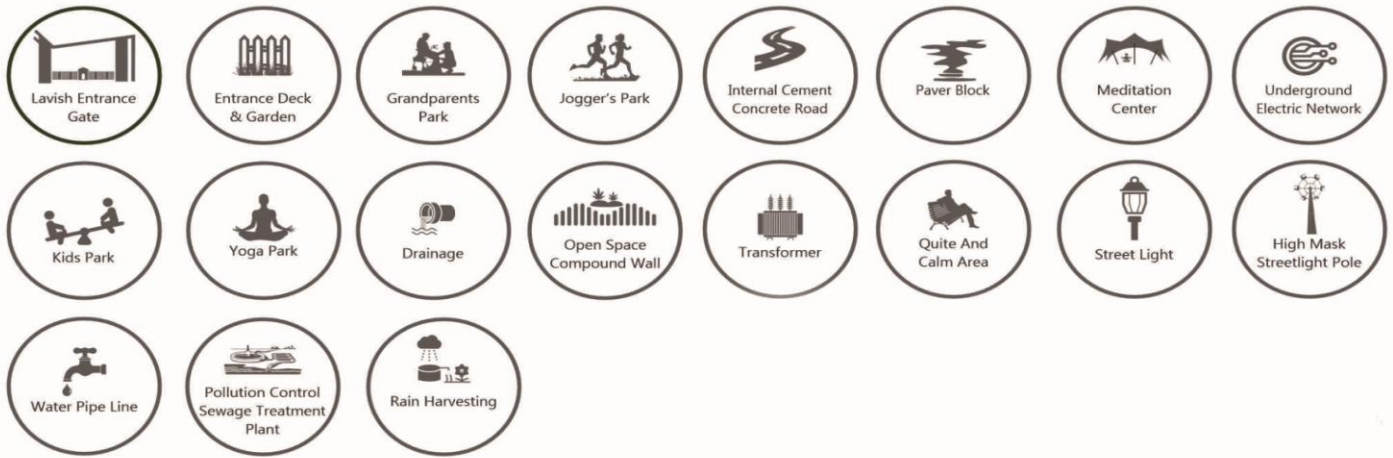 Lavish Entrance
Gate
Entrance Deck
& Garden
Grandparents
Park
Jogger's Park
Internal Cement
Concrete Road
Paver Block
Meditation
Center
Underground
Electric Network
Kids Park
Yoga Park
Drainage
Open Space
Compound Wall
Transformer
Quite And
Calm Area
Street Light
High Mask
Streetlight Pole
Water Pipe Line
Pollution Control
Sewage Treatment
Plant
Rain Harvesting